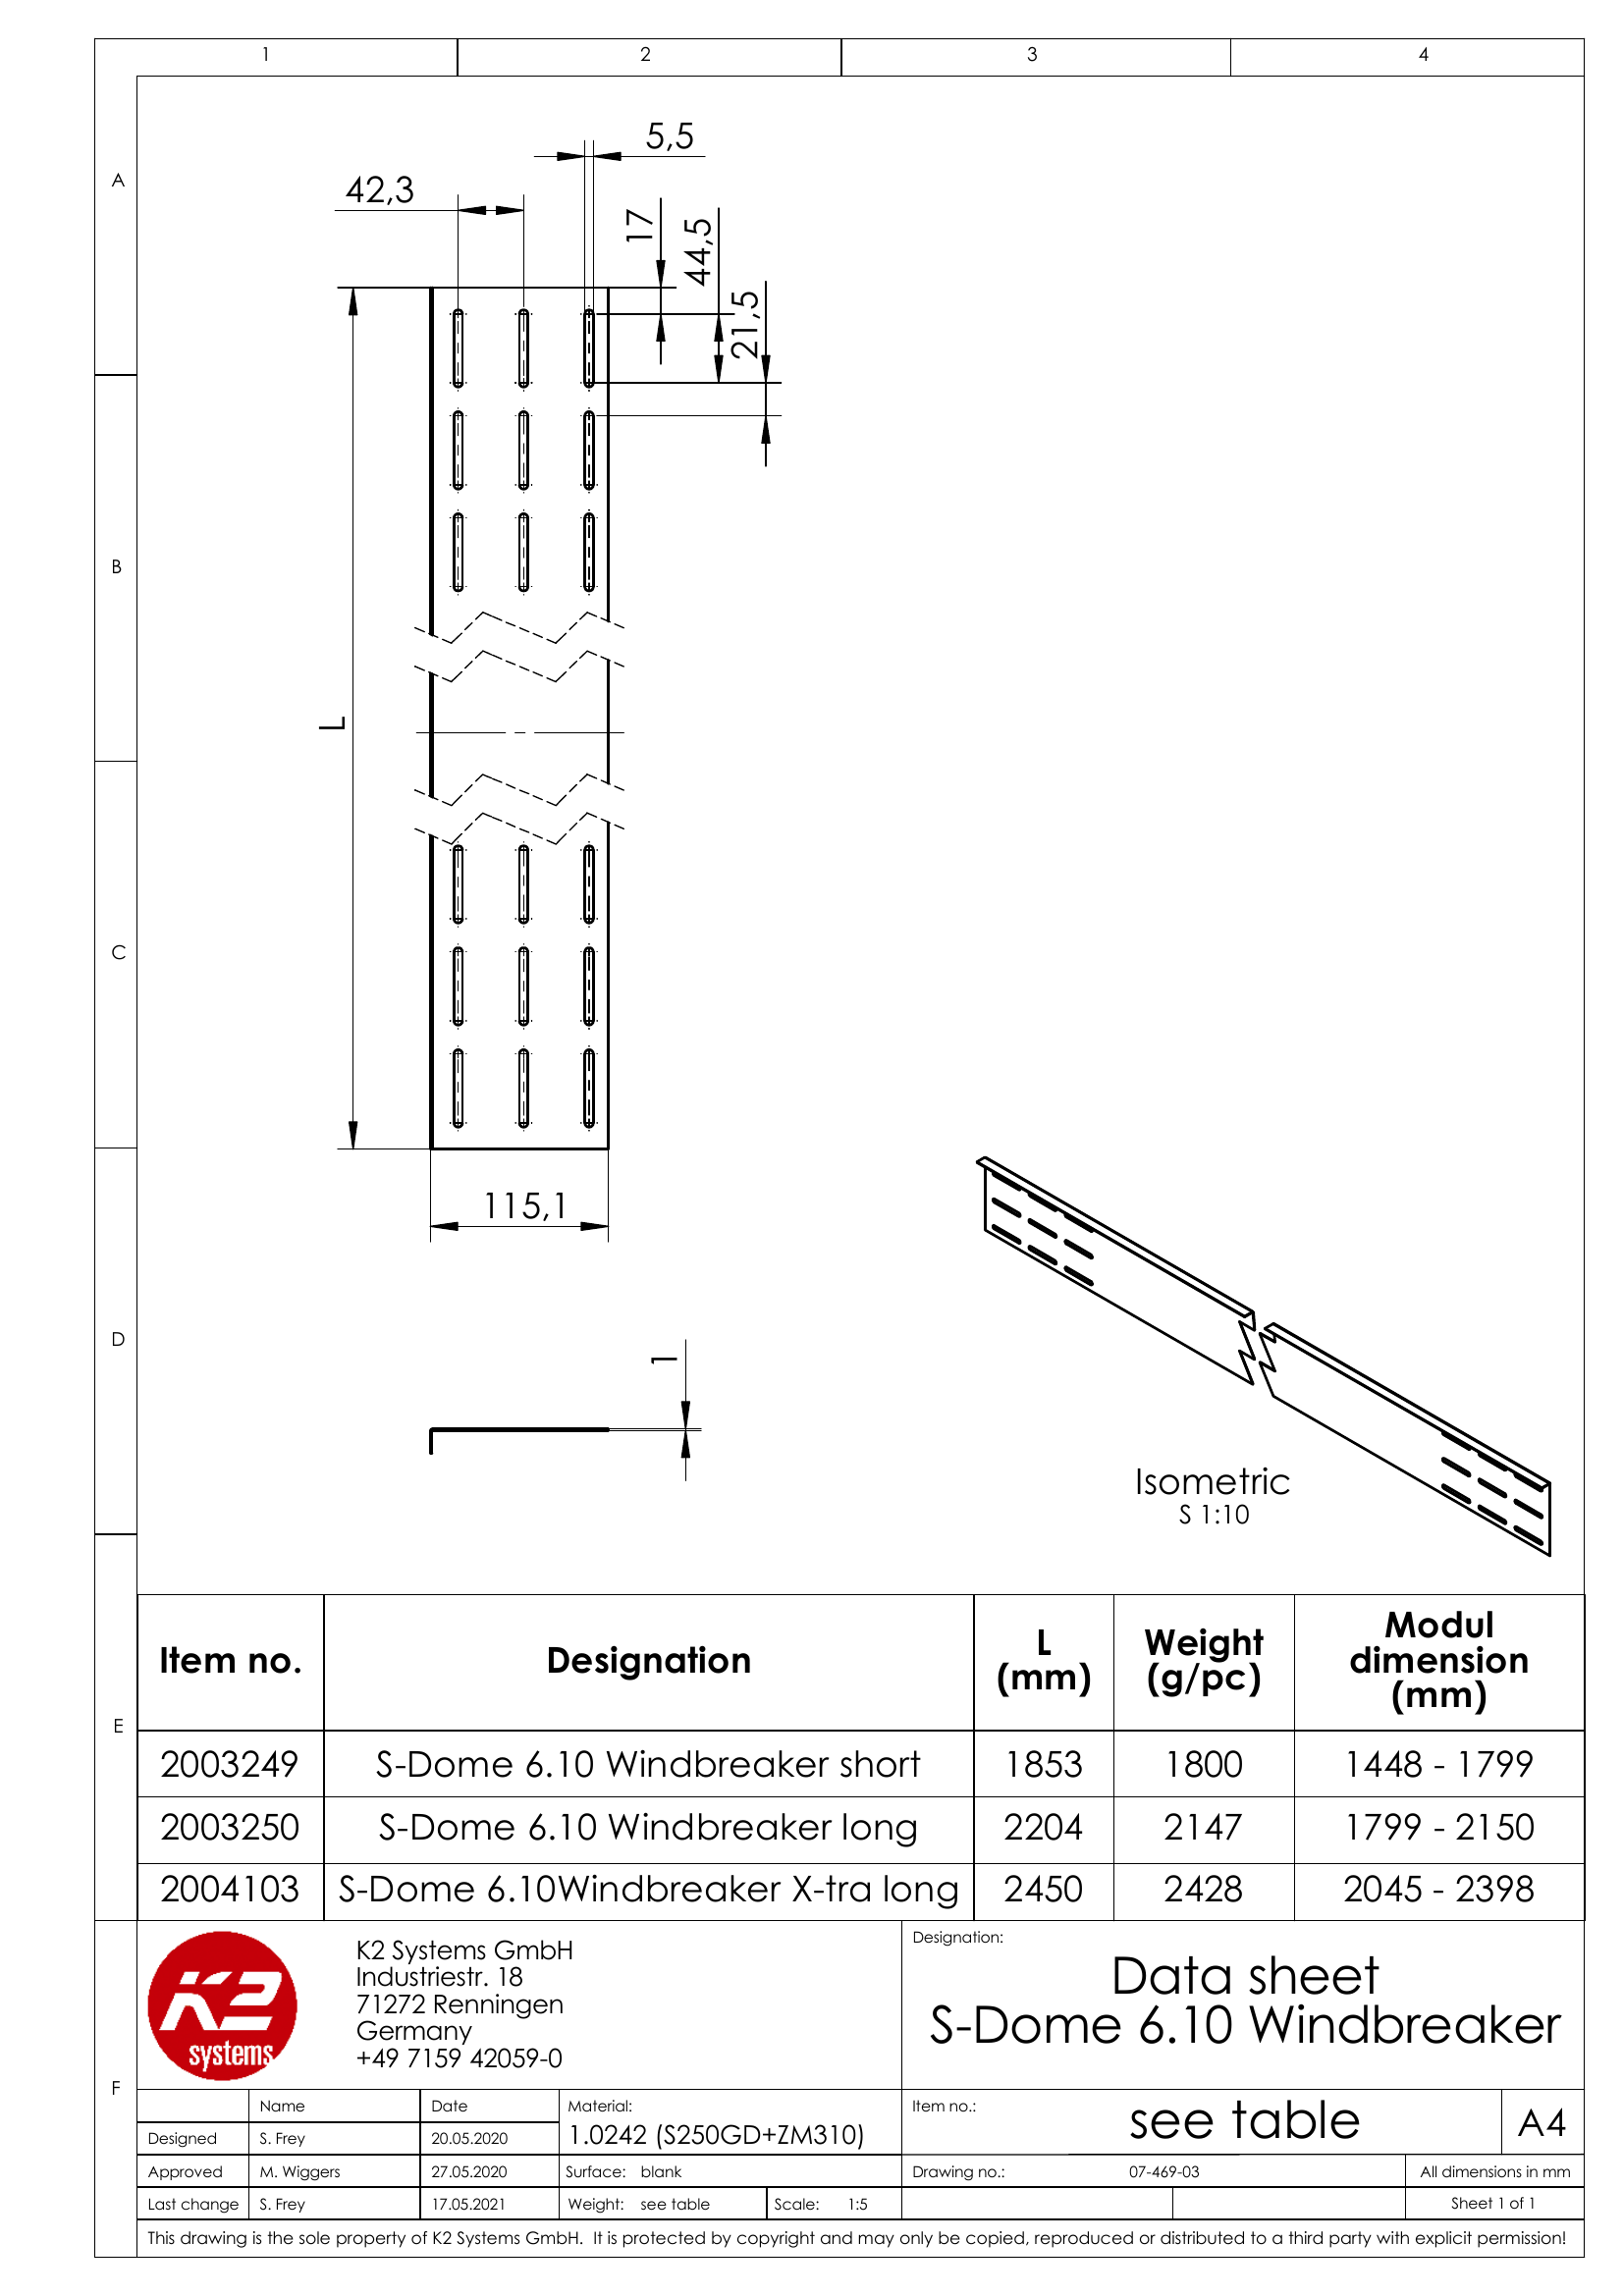 1 2 3 4
A
B
C
D
E
F
5,5
42,3
17
44,5
21,5
L
115,1
1
Isometric
S 1:10
Item no. Designation L (mm) Weight (g/pc) Modul dimension (mm)
2003249 S-Dome 6.10 Windbreaker short 1853 1800 1448 - 1799
2003250 S-Dome 6.10 Windbreaker long 2204 2147 1799 - 2150
2004103 S-Dome 6.10Windbreaker X-tra long 2450 2428 2045 - 2398
K2
systems
K2 Systems GmbH
Industriestr. 18
71272 Renningen
Germany
+49 7159 42059-0
Designation:
Data sheet
S-Dome 6.10 Windbreaker
Name Date Material:
1.0242 (S250GD+ZM310)
Item no.: see table A4
Designed S. Frey 20.05.2020
Approved M. Wiggers 27.05.2020 Surface: blank Drawing no.: 07-469-03 All dimensions in mm
Last change S. Frey 17.05.2021 Weight: see table Scale: 1:5 Sheet 1 of 1
This drawing is the sole property of K2 Systems GmbH. It is protected by copyright and may only be copied, reproduced or distributed to a third party with explicit permission!